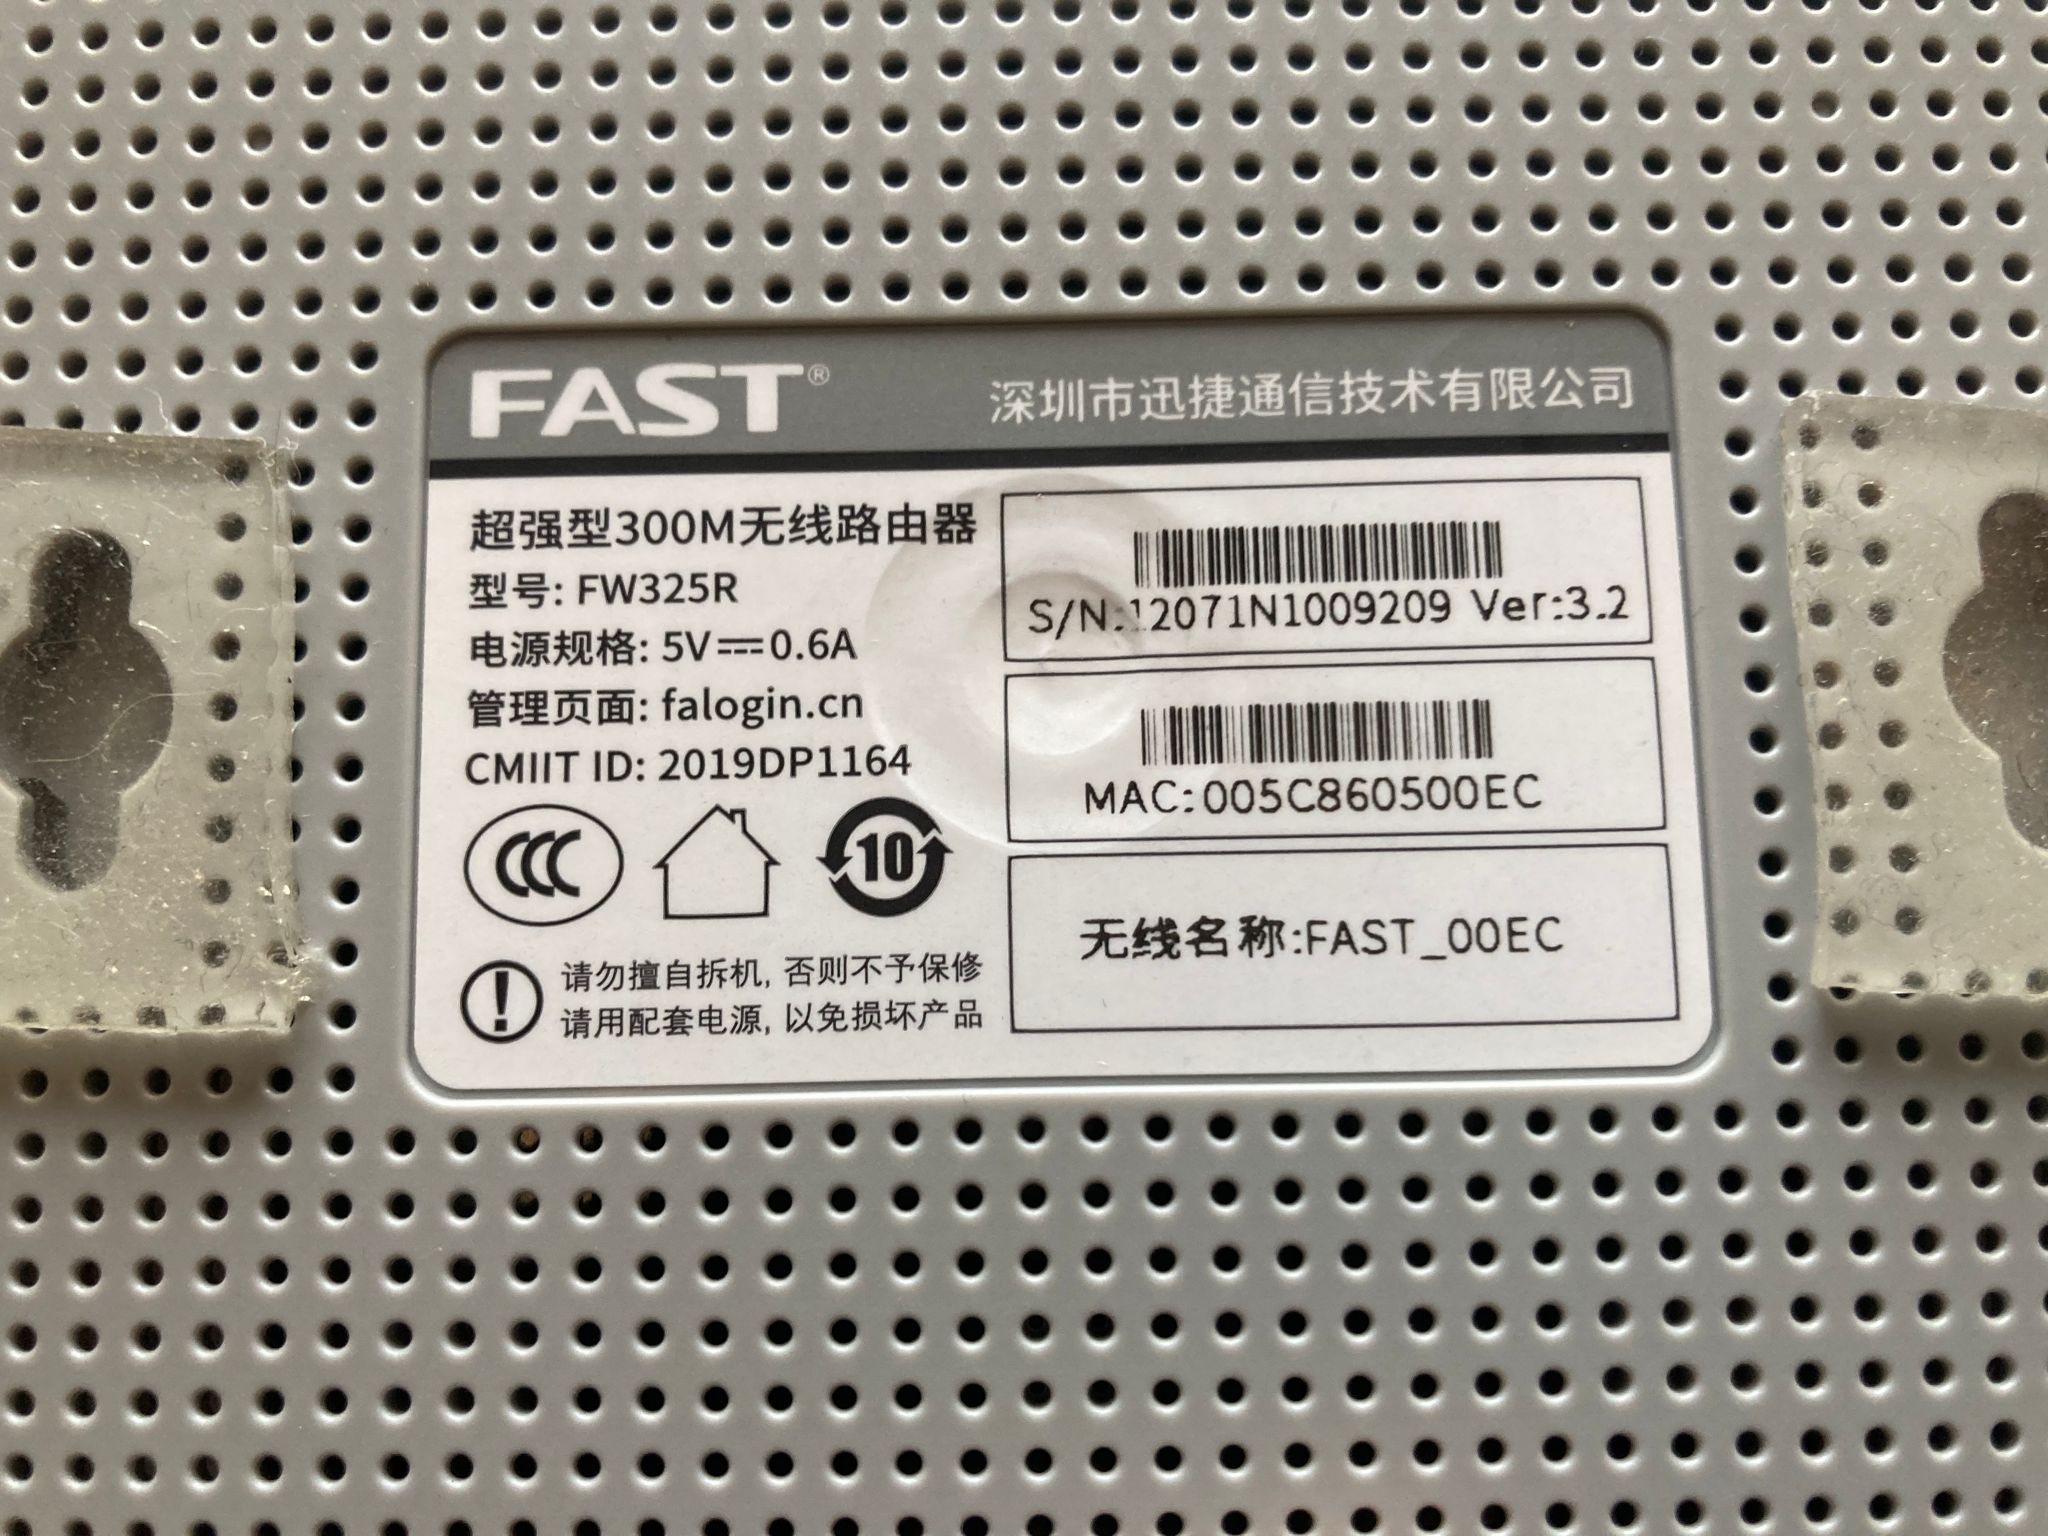 FAST®
深圳市迅捷通信技术有限公司
超强型300M无线路由器
型号: FW325R
电源规格: 5V⎓0.6A
管理页面: falogin.cn
CMIIT ID: 2019DP1164
CCC
10
请勿擅自拆机, 否则不予保修
请用配套电源, 以免损坏产品
S/N:12071N1009209 Ver:3.2
MAC:005C860500EC
无线名称:FAST_00EC